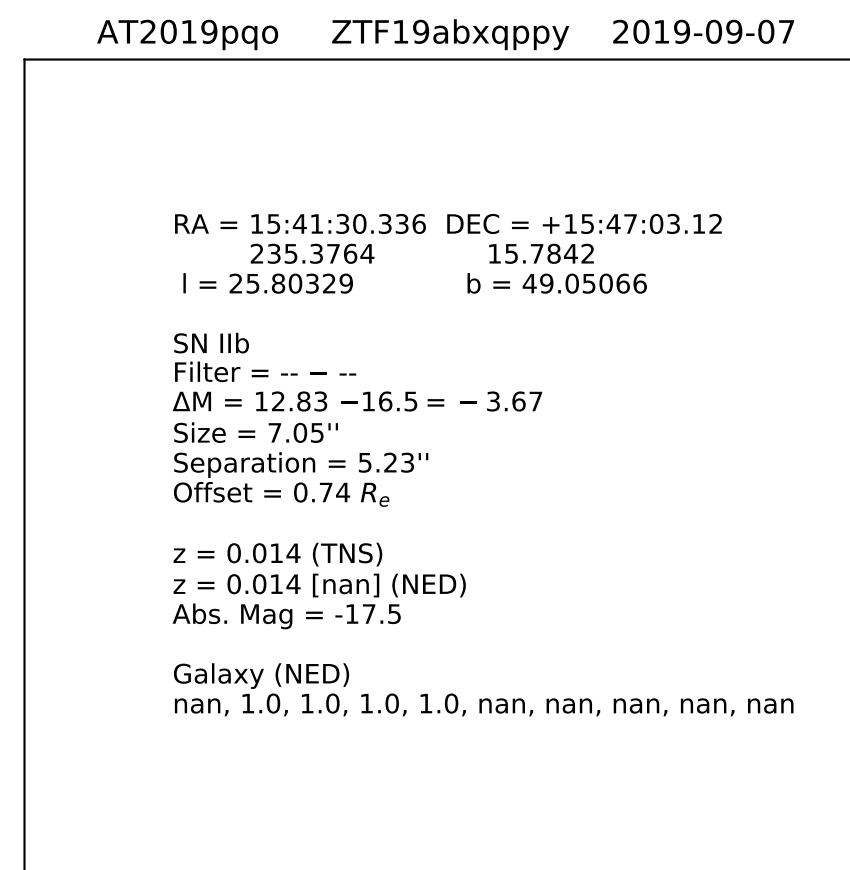 AT2019pqo ZTF19abxqppy 2019-09-07
RA = 15:41:30.336 DEC = +15:47:03.12
235.3764 15.7842
l = 25.80329 b = 49.05066
SN IIb
Filter = -- − --
ΔM = 12.83 −16.5 = − 3.67
Size = 7.05''
Separation = 5.23''
Offset = 0.74 Re
z = 0.014 (TNS)
z = 0.014 [nan] (NED)
Abs. Mag = -17.5
Galaxy (NED)
nan, 1.0, 1.0, 1.0, 1.0, nan, nan, nan, nan, nan